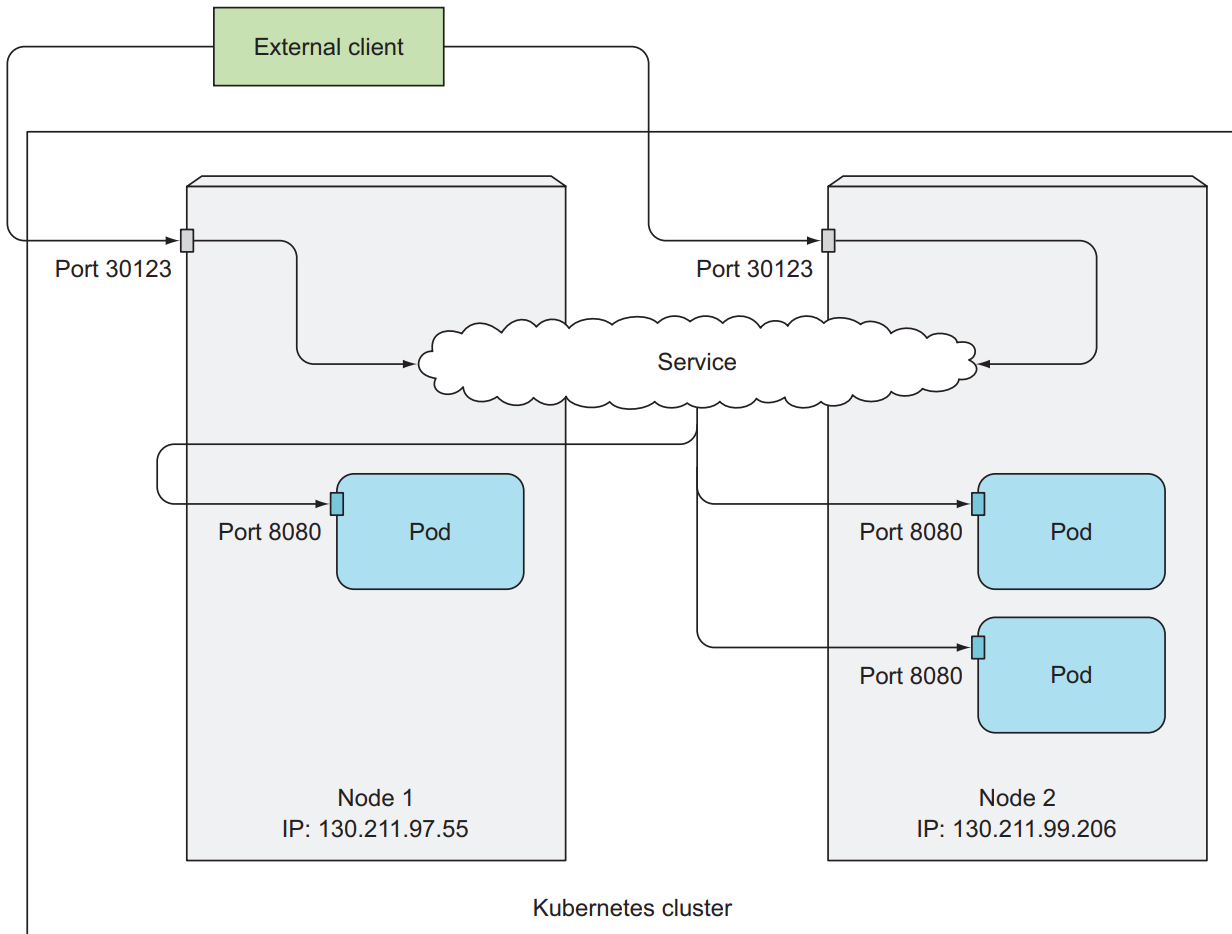 External client
Port 30123
Port 30123
Service
Port 8080
Pod
Port 8080
Pod
Port 8080
Pod
Node 1
IP: 130.211.97.55
Node 2
IP: 130.211.99.206
Kubernetes cluster